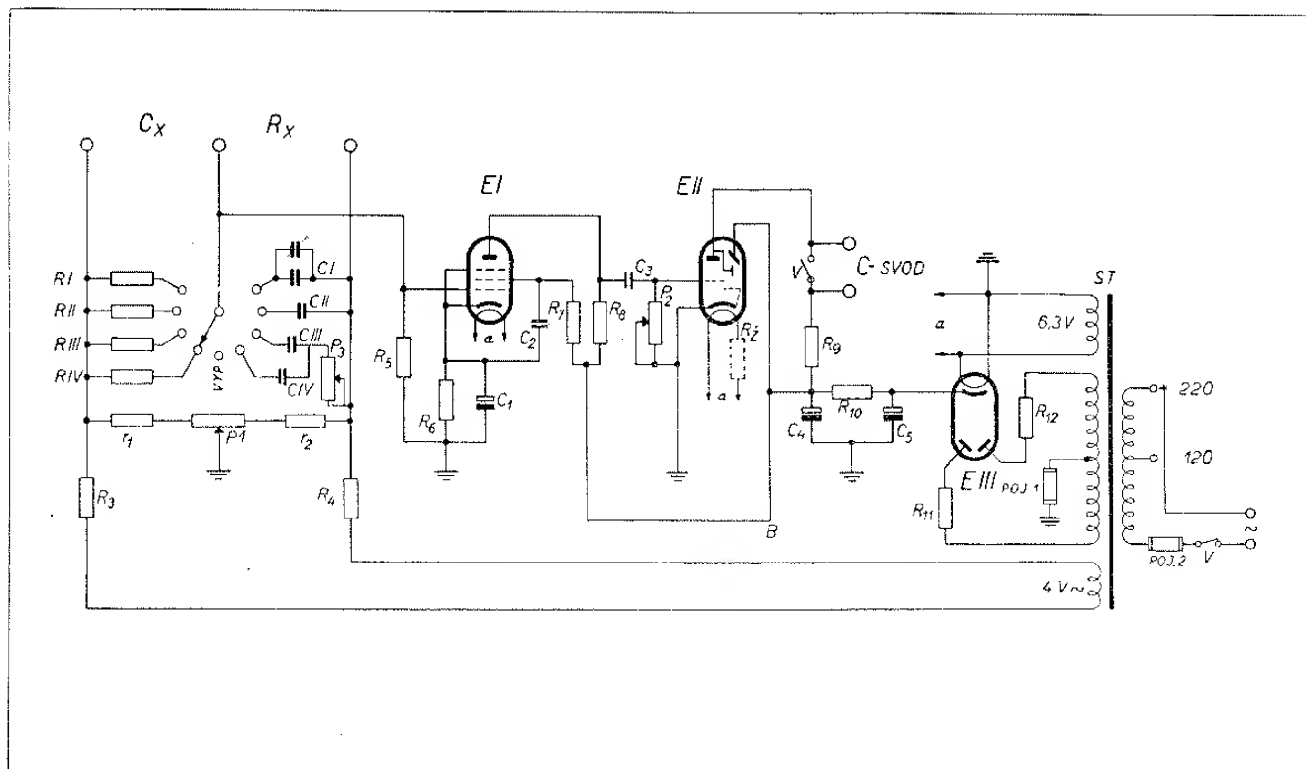 Cx Rx
EI EII
RI
RII
RIII
RIV
CI
CII
CIII
CIV
P3
VYP
r1 P1 r2
R3 R4
R5
R6
C1
C2
a
R7 R8
C3
P2
Rž
a
V C-SVOD
R9
R10
C4 C5
B
a
6,3V
ST
R12
EIII POJ.1
R11
220
120
~
POJ.2 V
4V~